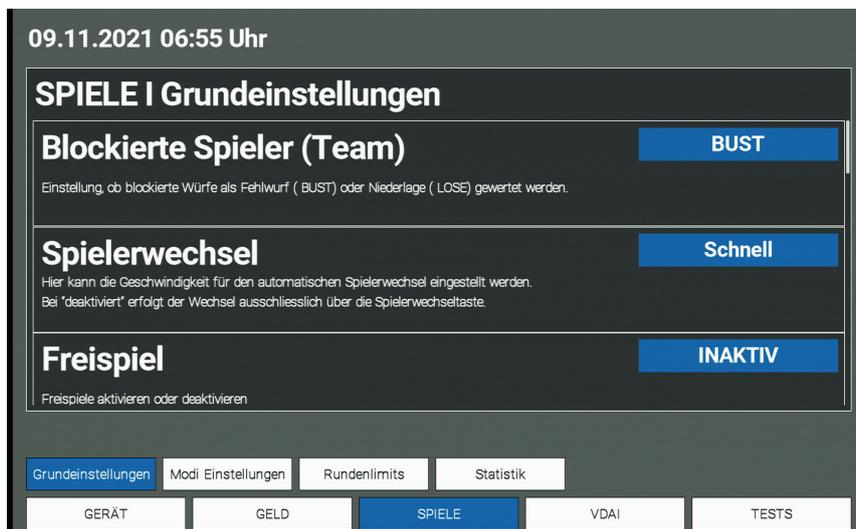 09.11.2021 06:55 Uhr
SPIELE I Grundeinstellungen
Blockierte Spieler (Team)
BUST
Einstellung, ob blockierte Würfe als Fehlwurf ( BUST) oder Niederlage ( LOSE) gewertet werden.
Spielerwechsel
Schnell
Hier kann die Geschwindigkeit für den automatischen Spielerwechsel eingestellt werden.
Bei "deaktiviert" erfolgt der Wechsel ausschliesslich über die Spielerwechseltaste.
Freispiel
INAKTIV
Freispiele aktivieren oder deaktivieren
Grundeinstellungen Modi Einstellungen Rundenlimits Statistik
GERÄT GELD SPIELE VDAI TESTS